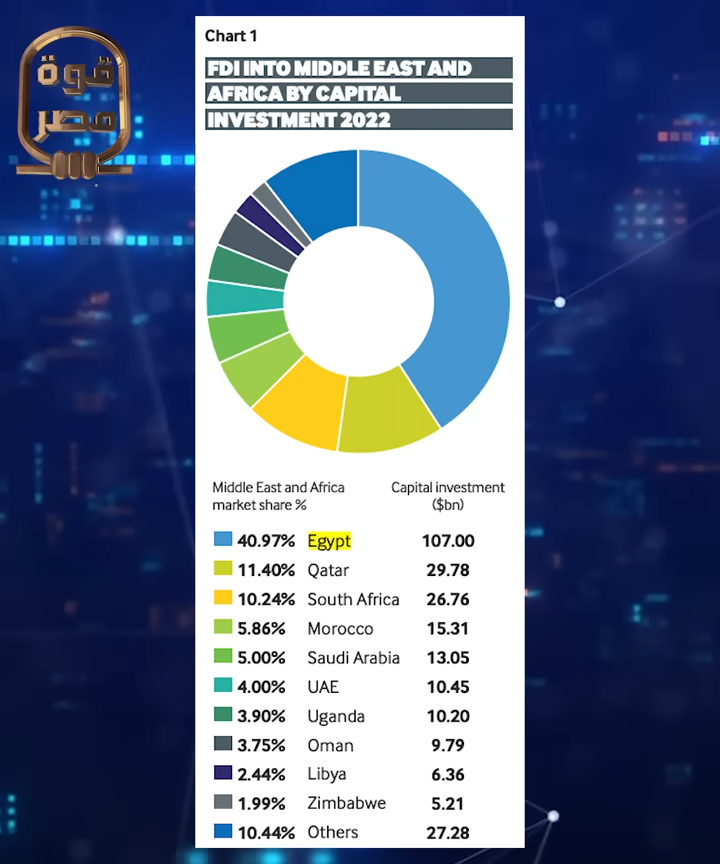 قوة
مصر
Chart 1
FDI INTO MIDDLE EAST AND
AFRICA BY CAPITAL
INVESTMENT 2022
Middle East and Africa
market share %
Capital investment
($bn)
40.97% Egypt 107.00
11.40% Qatar 29.78
10.24% South Africa 26.76
5.86% Morocco 15.31
5.00% Saudi Arabia 13.05
4.00% UAE 10.45
3.90% Uganda 10.20
3.75% Oman 9.79
2.44% Libya 6.36
1.99% Zimbabwe 5.21
10.44% Others 27.28